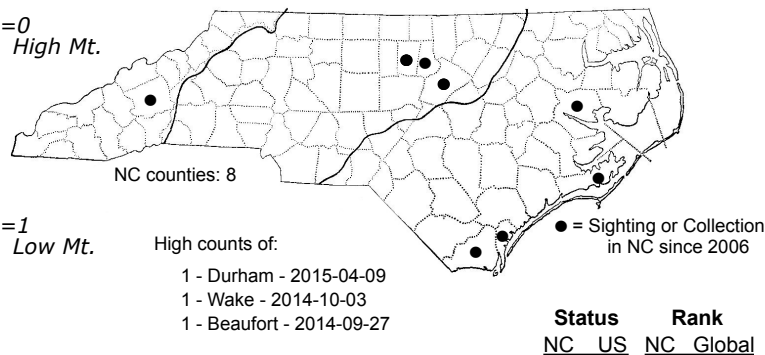 =0
High Mt.
NC counties: 8
=1
Low Mt.
High counts of:
1 - Durham - 2015-04-09
1 - Wake - 2014-10-03
1 - Beaufort - 2014-09-27
● = Sighting or Collection
in NC since 2006
Status Rank
NC US NC Global